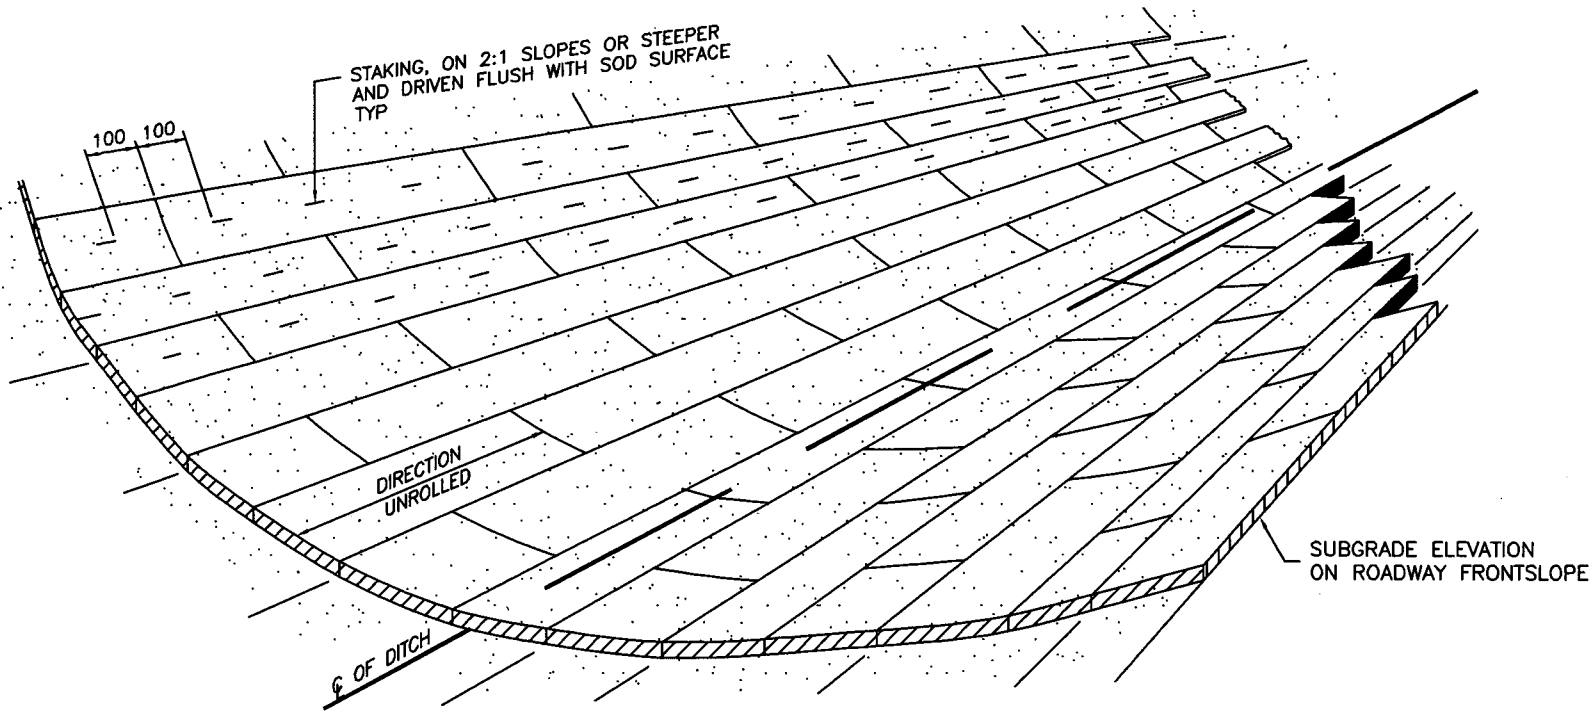 STAKING, ON 2:1 SLOPES OR STEEPER
AND DRIVEN FLUSH WITH SOD SURFACE
TYP
100 100
DIRECTION
UNROLLED
℄ OF DITCH
SUBGRADE ELEVATION
ON ROADWAY FRONTSLOPE